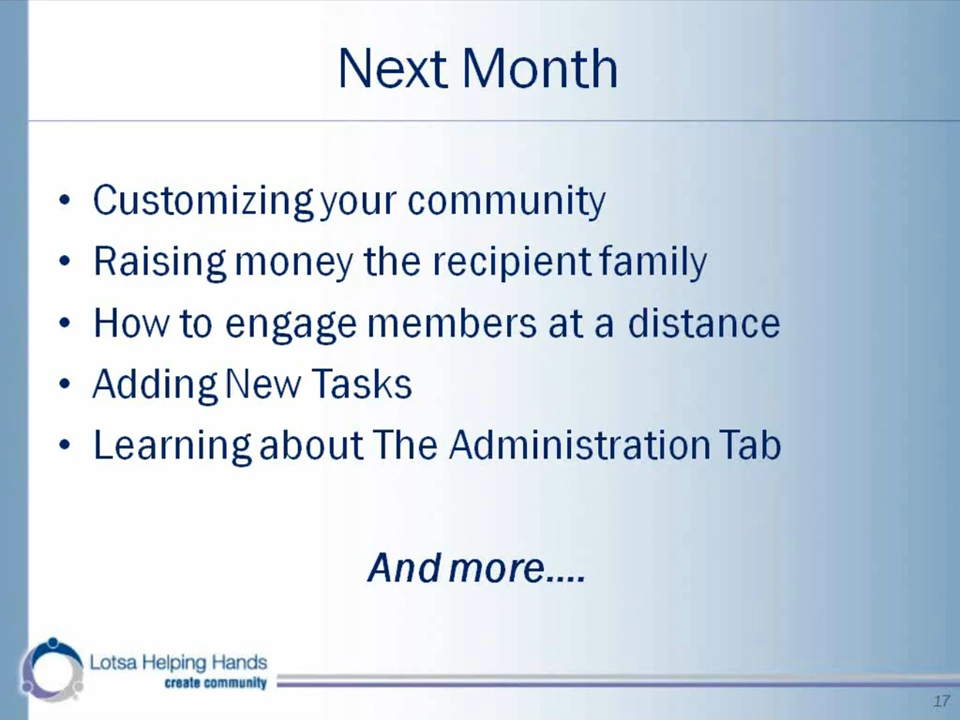 Next Month
• Customizing your community
• Raising money the recipient family
• How to engage members at a distance
• Adding New Tasks
• Learning about The Administration Tab
And more....
Lotsa Helping Hands
create community
17